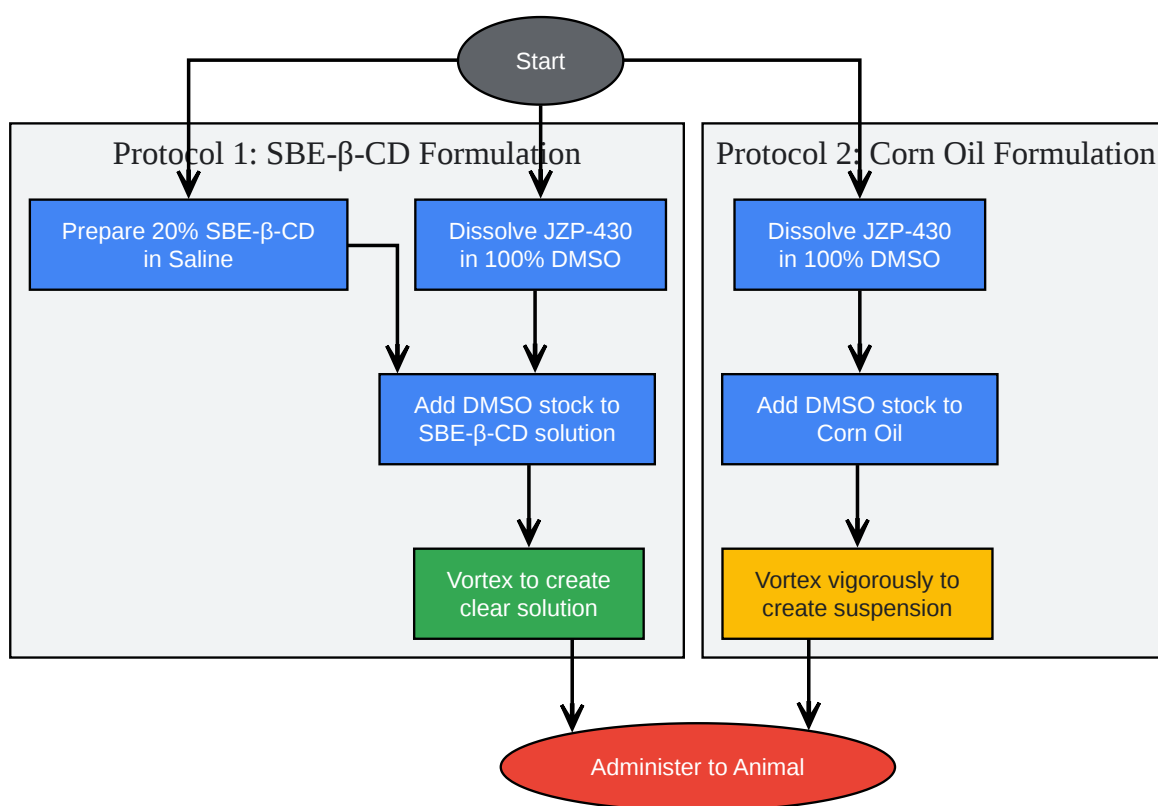 Start
Protocol 1: SBE-β-CD Formulation
Protocol 2: Corn Oil Formulation
Prepare 20% SBE-β-CD
in Saline
Dissolve JZP-430
in 100% DMSO
Dissolve JZP-430
in 100% DMSO
Add DMSO stock to
SBE-β-CD solution
Add DMSO stock to
Corn Oil
Vortex to create
clear solution
Vortex vigorously to
create suspension
Administer to Animal